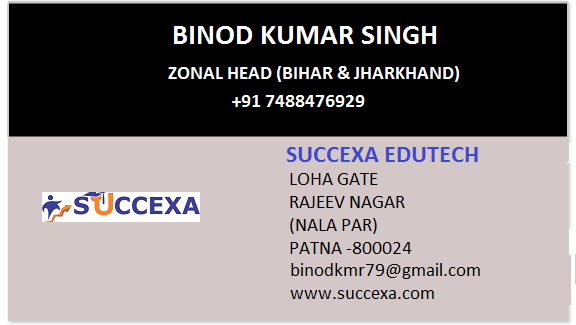 BINOD KUMAR SINGH
ZONAL HEAD (BIHAR & JHARKHAND)
+91 7488476929
SUCCEXA EDUTECH
LOHA GATE
RAJEEV NAGAR
(NALA PAR)
PATNA -800024
binodkmr79@gmail.com
www.succexa.com
SUCCEXA